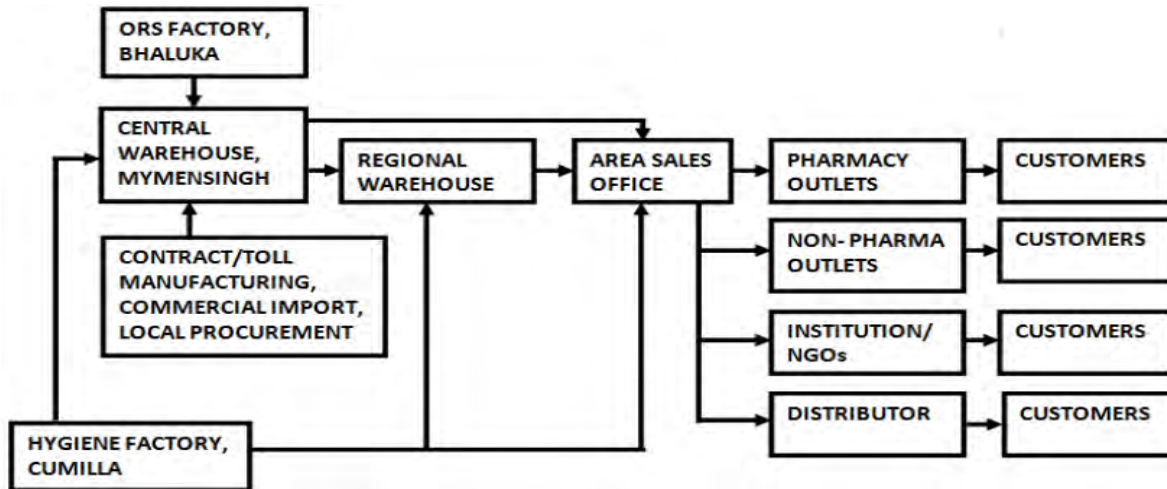 ORS FACTORY,
BHALUKA
CENTRAL
WAREHOUSE,
MYMENSINGH
REGIONAL
WAREHOUSE
AREA SALES
OFFICE
PHARMACY
OUTLETS
CUSTOMERS
NON- PHARMA
OUTLETS
CUSTOMERS
CONTRACT/TOLL
MANUFACTURING,
COMMERCIAL IMPORT,
LOCAL PROCUREMENT
INSTITUTION/
NGOs
CUSTOMERS
DISTRIBUTOR
CUSTOMERS
HYGIENE FACTORY,
CUMILLA